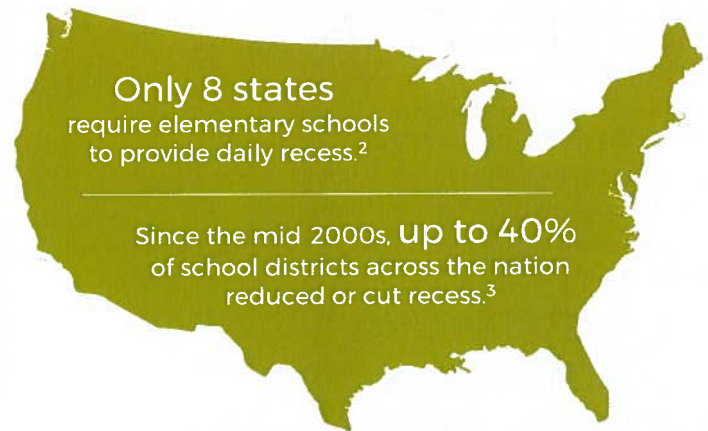 Only 8 states
require elementary schools
to provide daily recess.²
Since the mid 2000s, up to 40%
of school districts across the nation
reduced or cut recess.³